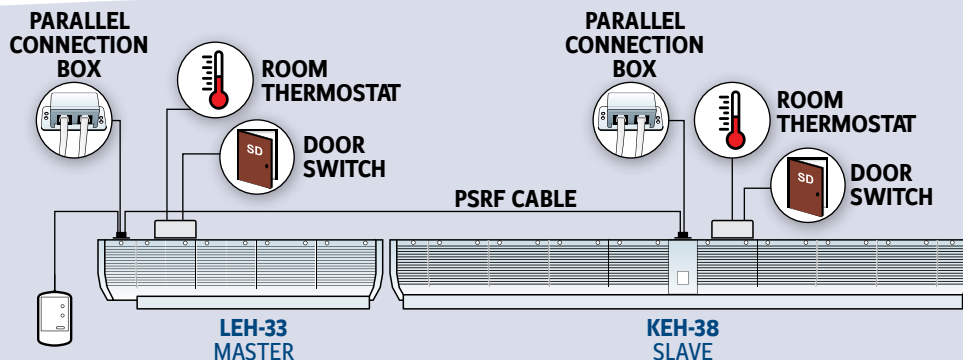 PARALLEL
CONNECTION
BOX
ROOM
THERMOSTAT
SD
DOOR
SWITCH
PARALLEL
CONNECTION
BOX
ROOM
THERMOSTAT
SD
DOOR
SWITCH
PSRF CABLE
LEH-33
MASTER
KEH-38
SLAVE